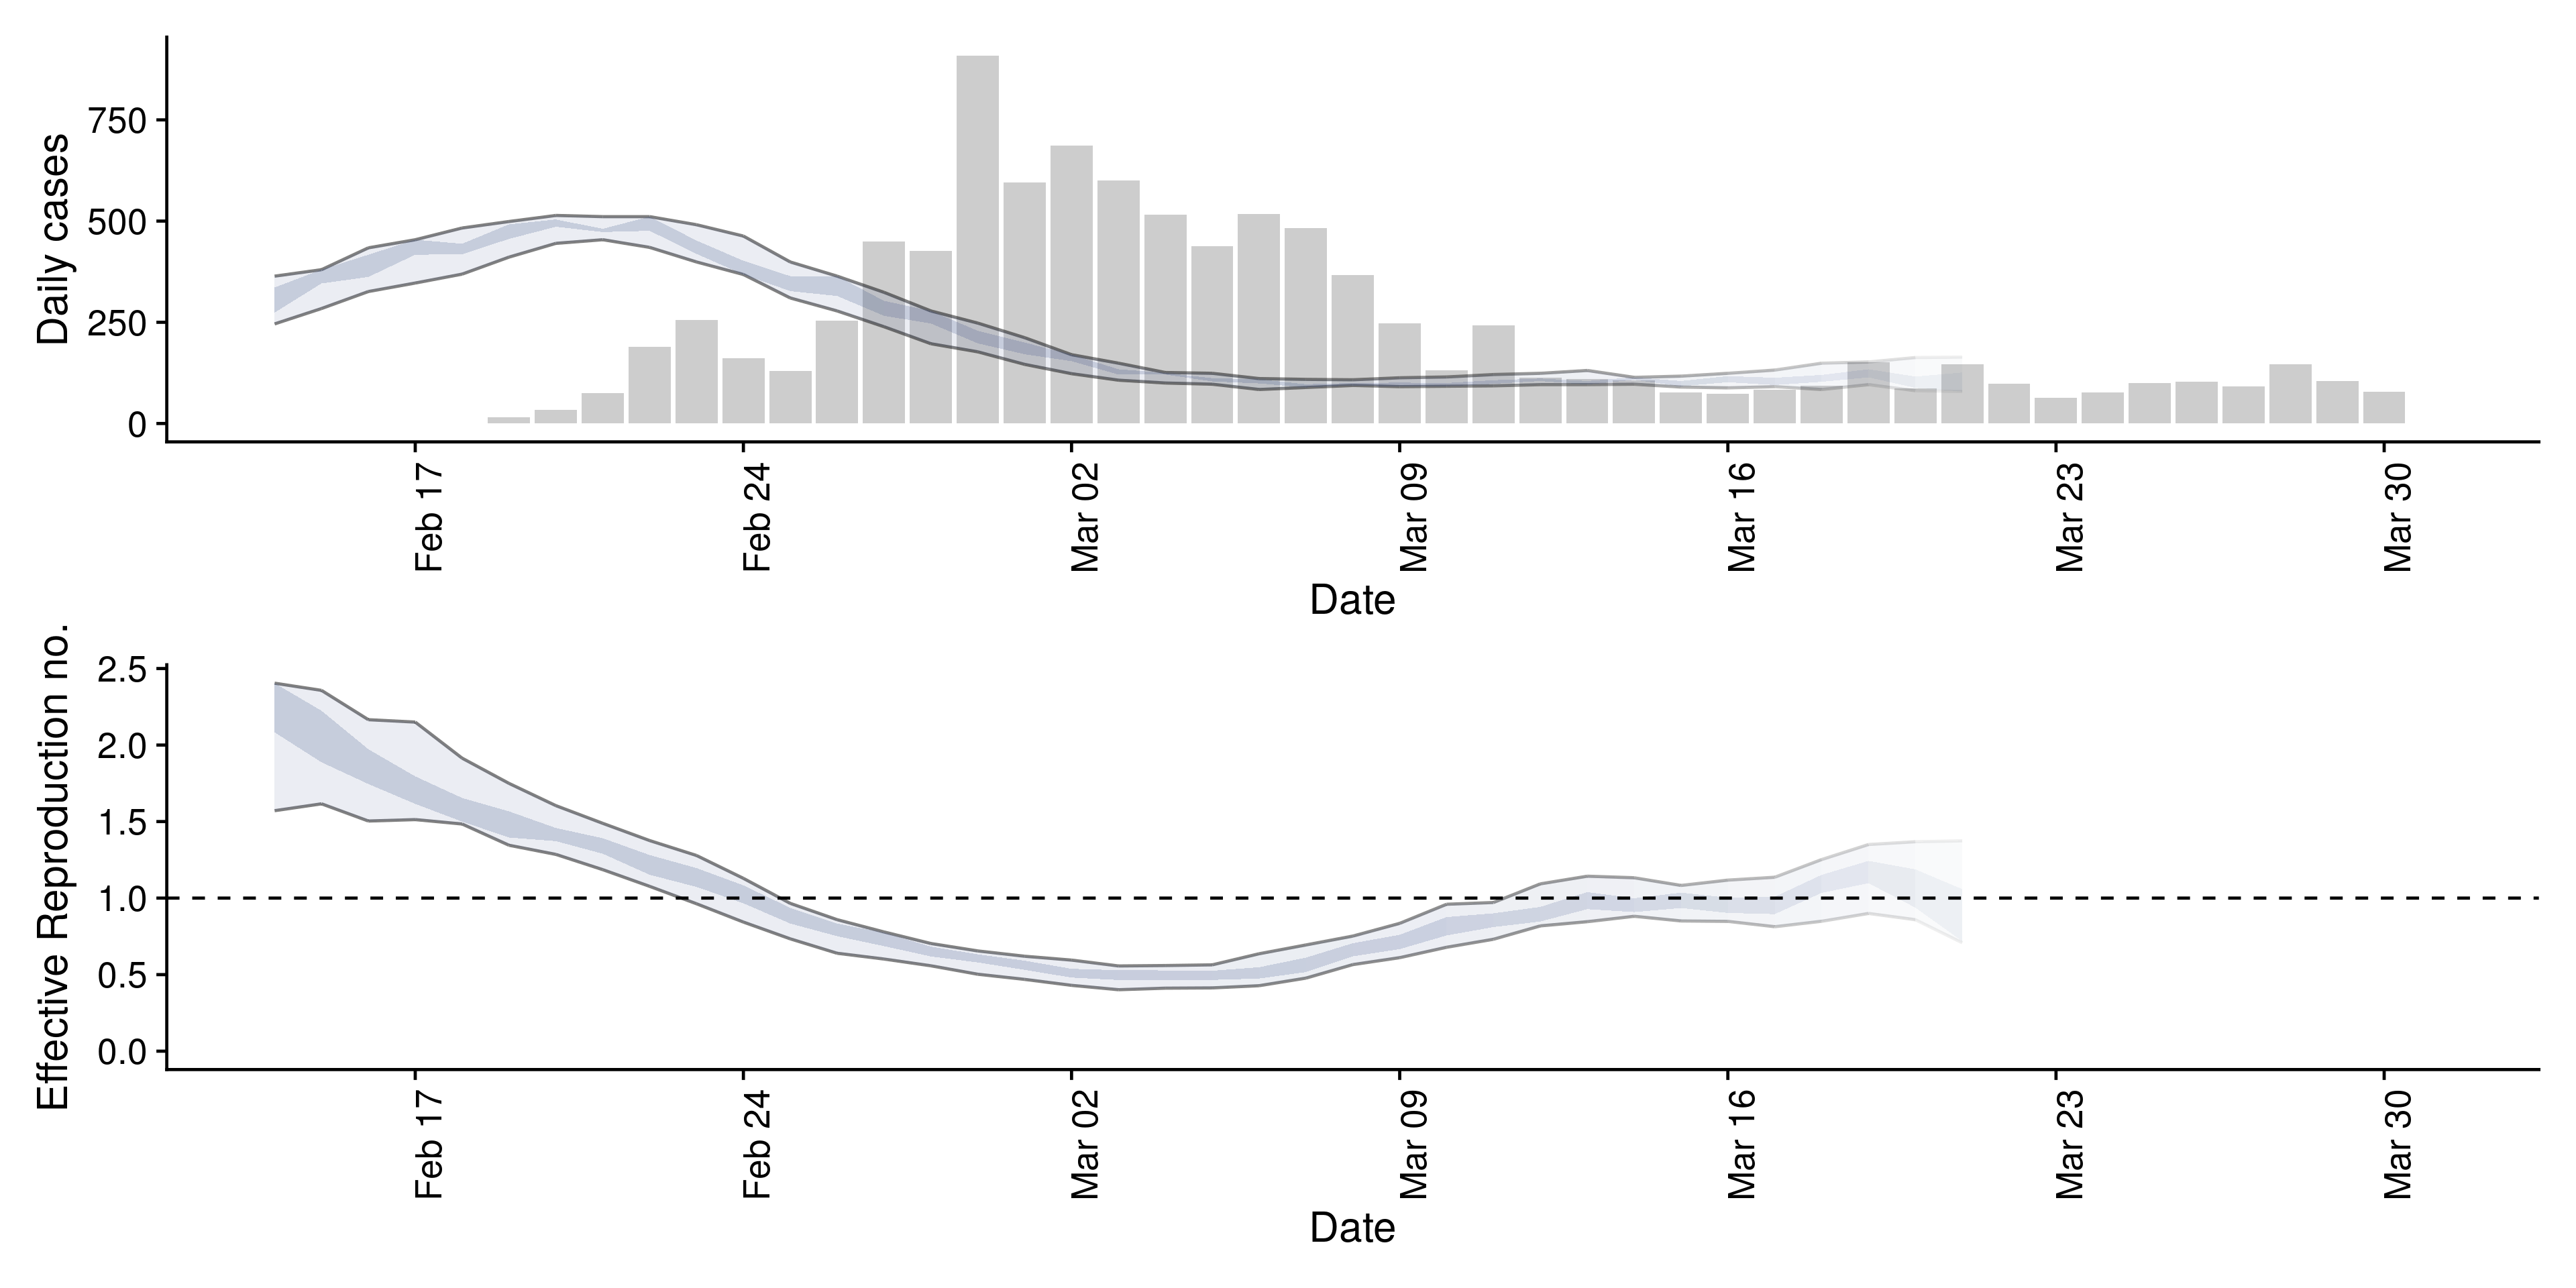 Daily cases
750
500
250
0
Feb 17
Feb 24
Mar 02
Mar 09
Mar 16
Mar 23
Mar 30
Date
Effective Reproduction no.
2.5
2.0
1.5
1.0
0.5
0.0
Feb 17
Feb 24
Mar 02
Mar 09
Mar 16
Mar 23
Mar 30
Date